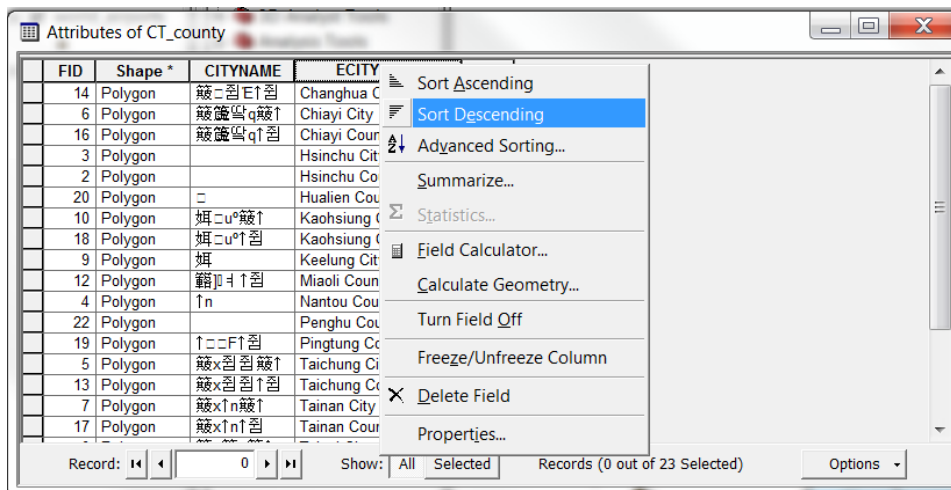 Attributes of CT_county
FID Shape * CITYNAME ECITY
14 Polygon Changhua C
6 Polygon Chiayi City
16 Polygon Chiayi Coun
3 Polygon Hsinchu Cit
2 Polygon Hsinchu Co
20 Polygon □ Hualien Cou
10 Polygon Kaohsiung (
18 Polygon Kaohsiung (
9 Polygon 娸 Keelung Cit
12 Polygon Miaoli Coun
4 Polygon ↑n Nantou Cou
22 Polygon Penghu Cou
19 Polygon Pingtung Co
5 Polygon Taichung Ci
13 Polygon Taichung Co
7 Polygon Tainan City
17 Polygon Tainan Cour
Sort Ascending
Sort Descending
Advanced Sorting...
Summarize...
Statistics...
Field Calculator...
Calculate Geometry...
Turn Field Off
Freeze/Unfreeze Column
Delete Field
Properties...
Record: 0 Show: All Selected Records (0 out of 23 Selected) Options